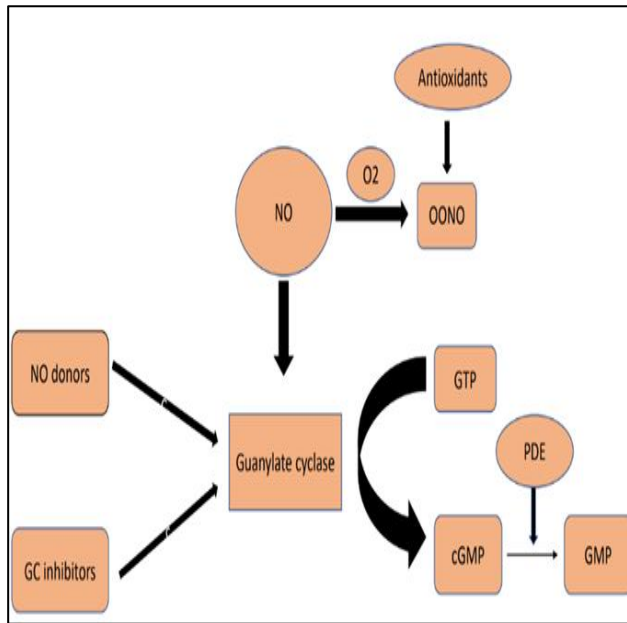 Antioxidants
O2
NO
OONO
NO donors
GTP
Guanylate cyclase
PDE
GC inhibitors
cGMP
GMP